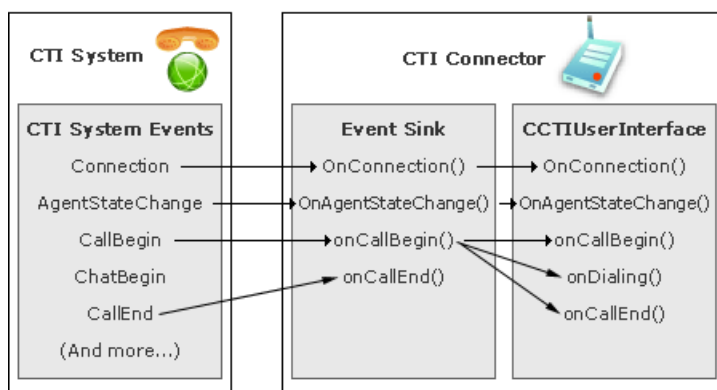 CTI System
CTI Connector
CTI System Events
Connection
AgentStateChange
CallBegin
ChatBegin
CallEnd
(And more...)
Event Sink
OnConnection()
OnAgentStateChange()
onCallBegin()
onCallEnd()
CCTIUserInterface
OnConnection()
OnAgentStateChange()
onCallBegin()
onDialing()
onCallEnd()